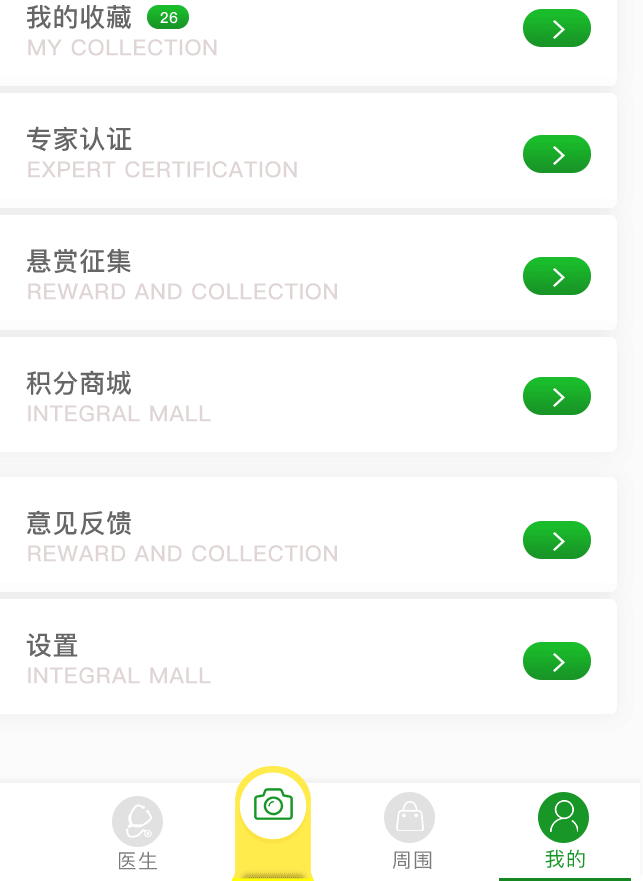 我的收藏 26
MY COLLECTION
专家认证
EXPERT CERTIFICATION
悬赏征集
REWARD AND COLLECTION
积分商城
INTEGRAL MALL
意见反馈
REWARD AND COLLECTION
设置
INTEGRAL MALL
医生 周围 我的